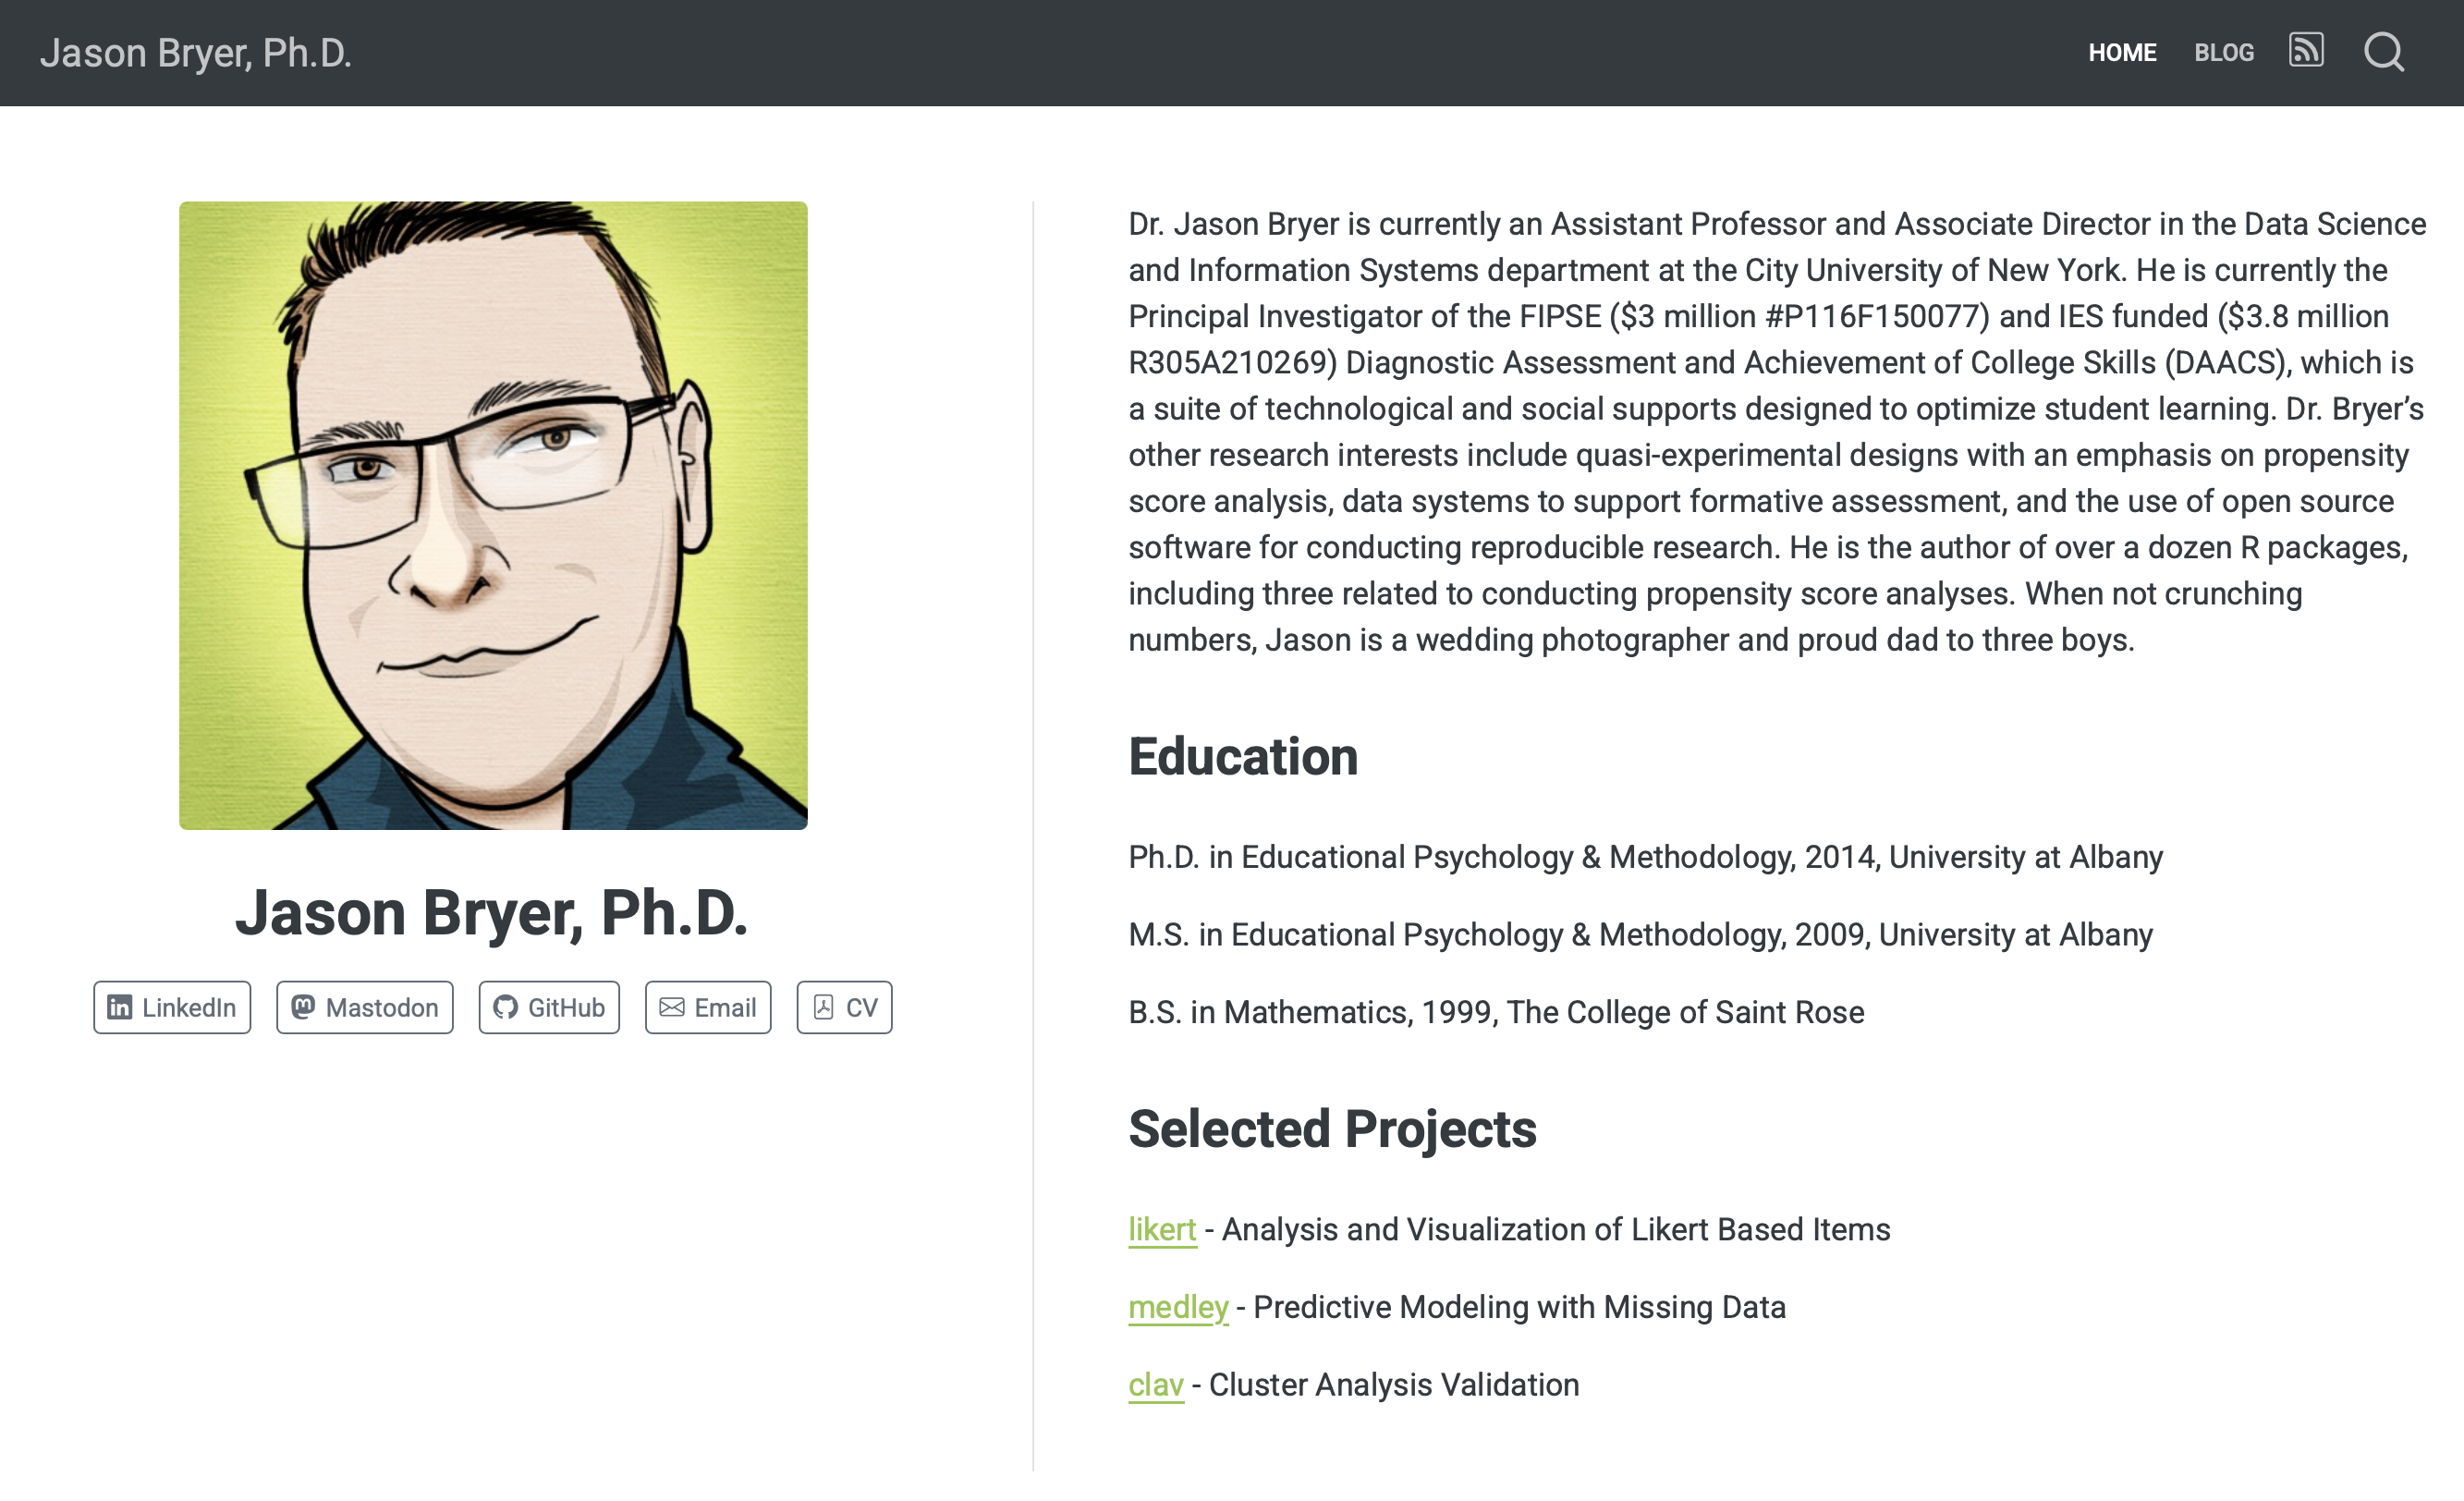 Jason Bryer, Ph.D.
HOME
BLOG
Jason Bryer, Ph.D.
LinkedIn
Mastodon
GitHub
Email
CV
Dr. Jason Bryer is currently an Assistant Professor and Associate Director in the Data Science
and Information Systems department at the City University of New York. He is currently the
Principal Investigator of the FIPSE ($3 million #P116F150077) and IES funded ($3.8 million
R305A210269) Diagnostic Assessment and Achievement of College Skills (DAACS), which is
a suite of technological and social supports designed to optimize student learning. Dr. Bryer’s
other research interests include quasi-experimental designs with an emphasis on propensity
score analysis, data systems to support formative assessment, and the use of open source
software for conducting reproducible research. He is the author of over a dozen R packages,
including three related to conducting propensity score analyses. When not crunching
numbers, Jason is a wedding photographer and proud dad to three boys.
Education
Ph.D. in Educational Psychology & Methodology, 2014, University at Albany
M.S. in Educational Psychology & Methodology, 2009, University at Albany
B.S. in Mathematics, 1999, The College of Saint Rose
Selected Projects
likert - Analysis and Visualization of Likert Based Items
medley - Predictive Modeling with Missing Data
clav - Cluster Analysis Validation